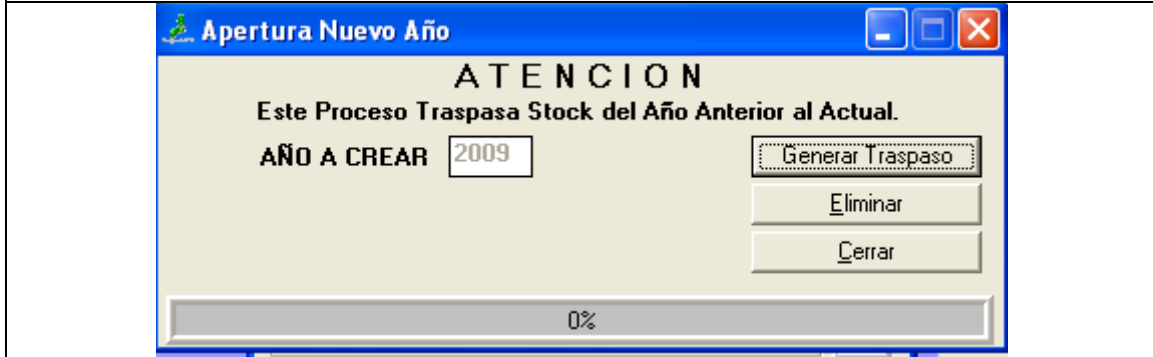 Apertura Nuevo Año
A T E N C I O N
Este Proceso Traspasa Stock del Año Anterior al Actual.
AÑO A CREAR 2009
Generar Traspaso
Eliminar
Cerrar
0%